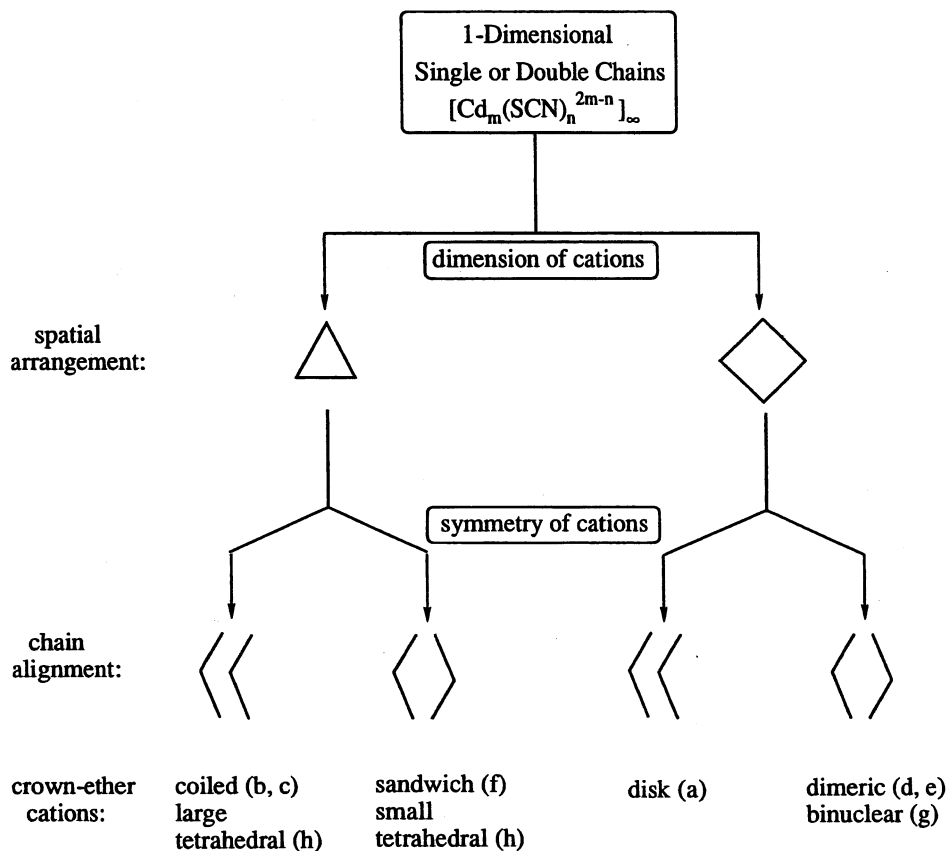 1-Dimensional
Single or Double Chains
[Cdₘ(SCN)ₙ²ᵐ⁻ⁿ]∞
dimension of cations
spatial
arrangement:
symmetry of cations
chain
alignment:
crown-ether
cations:
coiled (b, c)
large
tetrahedral (h)
sandwich (f)
small
tetrahedral (h)
disk (a)
dimeric (d, e)
binuclear (g)